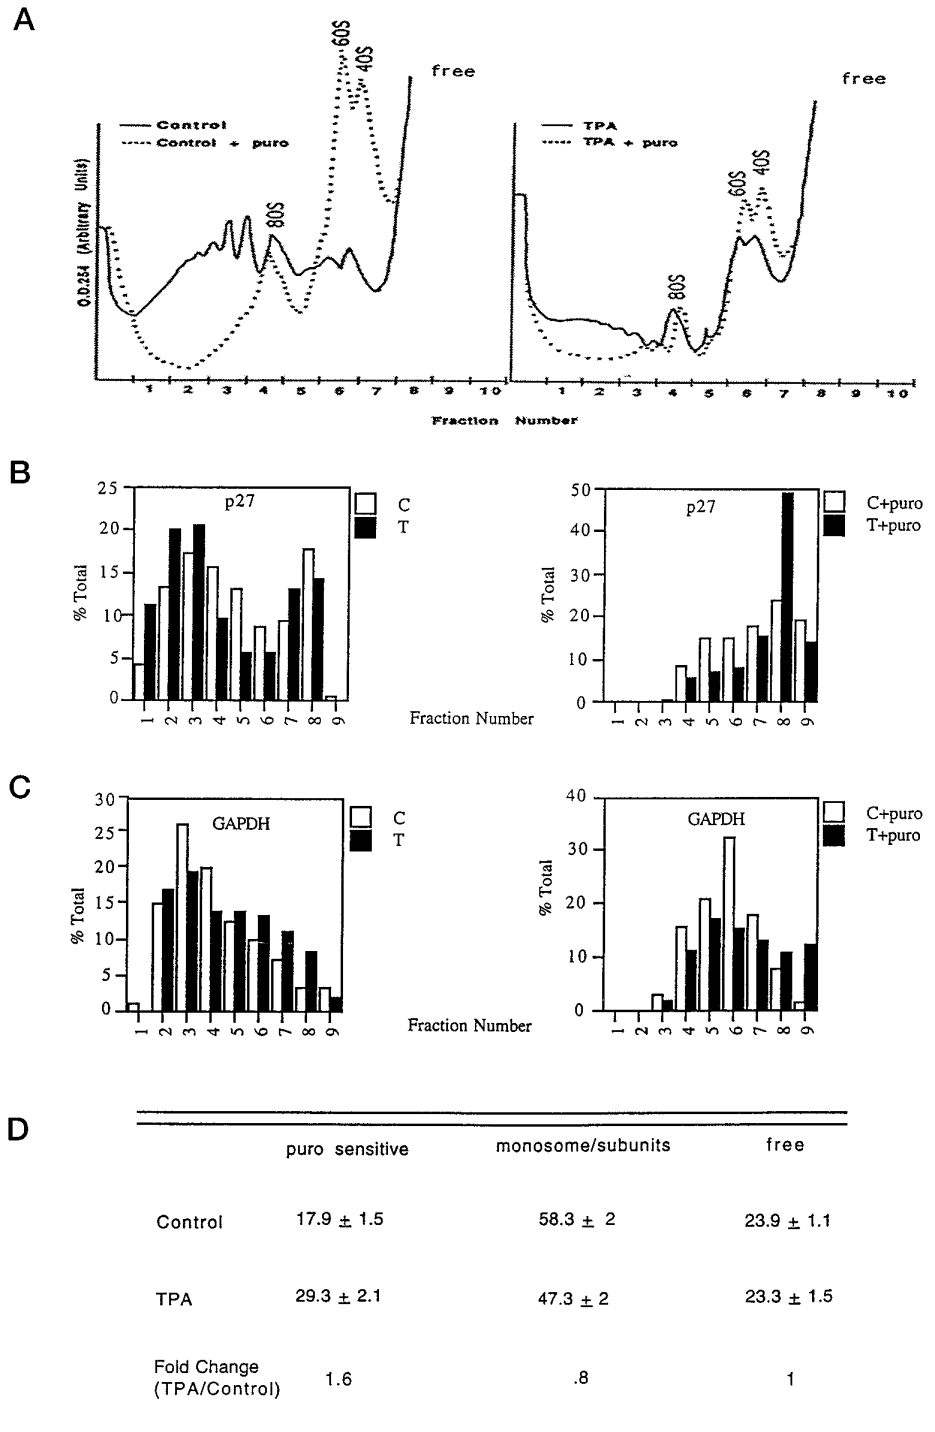 A
60S
40S
free
free
Control
Control + puro
80S
TPA
TPA + puro
60S
40S
80S
O.D.254 (Arbitrary Units)
1 2 3 4 5 6 7 8 9 10
1 2 3 4 5 6 7 8 9 10
Fraction Number
B
25
20
15
10
5
0
% Total
p27
C
T
1 2 3 4 5 6 7 8 9
Fraction Number
50
40
30
20
10
0
% Total
p27
C+puro
T+puro
1 2 3 4 5 6 7 8 9
C
30
25
20
15
10
5
0
% Total
GAPDH
C
T
1 2 3 4 5 6 7 8 9
Fraction Number
40
30
20
10
0
% Total
GAPDH
C+puro
T+puro
1 2 3 4 5 6 7 8 9
D
puro sensitive monosome/subunits free
Control 17.9 ± 1.5 58.3 ± 2 23.9 ± 1.1
TPA 29.3 ± 2.1 47.3 ± 2 23.3 ± 1.5
Fold Change
(TPA/Control) 1.6 .8 1